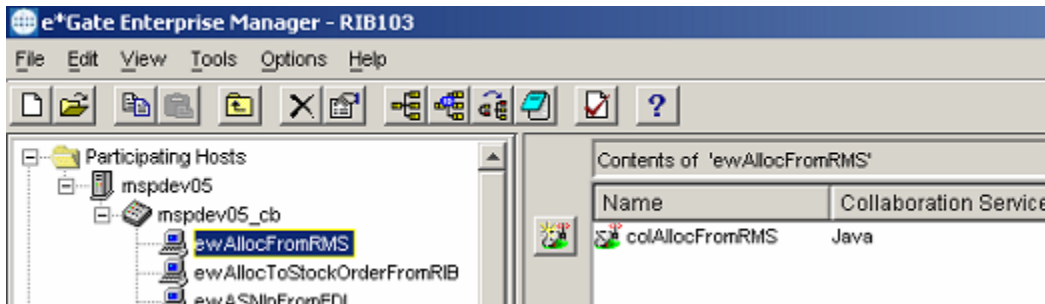 e*Gate Enterprise Manager - RIB103
File Edit View Tools Options Help
?
Participating Hosts
mspdev05
mspdev05_cb
ewAllocFromRMS
ewAllocToStockOrderFromRIB
ewASNInFromEDI
Contents of 'ewAllocFromRMS'
Name Collaboration Service
colAllocFromRMS Java